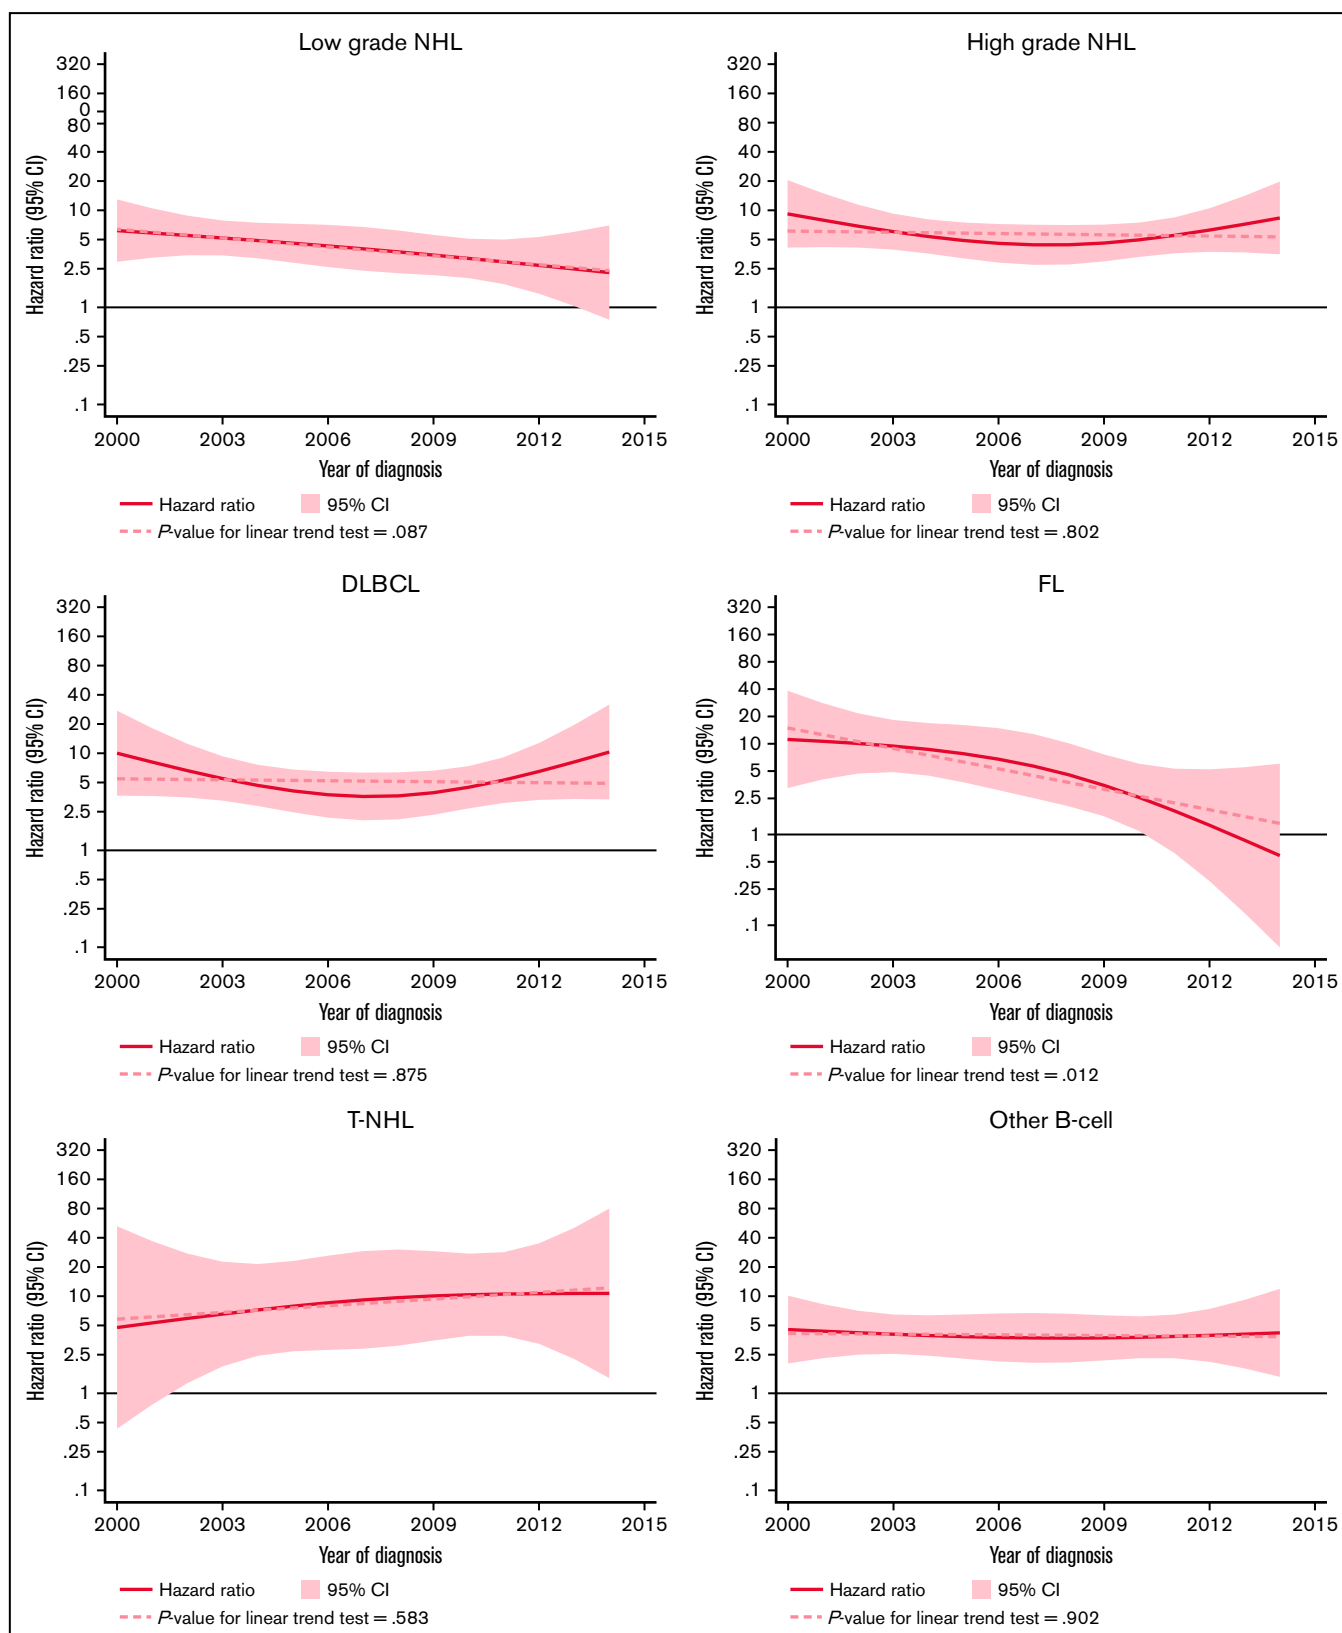 Low grade NHL
320
160
0
80
40
20
10
5
2.5
1
.5
.25
.1
Hazard ratio (95% CI)
2000 2003 2006 2009 2012 2015
Year of diagnosis
Hazard ratio 95% CI
P-value for linear trend test = .087
High grade NHL
320
160
80
40
20
10
5
2.5
1
.5
.25
.1
Hazard ratio (95% CI)
2000 2003 2006 2009 2012 2015
Year of diagnosis
Hazard ratio 95% CI
P-value for linear trend test = .802
DLBCL
320
160
80
40
20
10
5
2.5
1
.5
.25
.1
Hazard ratio (95% CI)
2000 2003 2006 2009 2012 2015
Year of diagnosis
Hazard ratio 95% CI
P-value for linear trend test = .875
FL
320
160
80
40
20
10
5
2.5
1
.5
.25
.1
Hazard ratio (95% CI)
2000 2003 2006 2009 2012 2015
Year of diagnosis
Hazard ratio 95% CI
P-value for linear trend test = .012
T-NHL
320
160
80
40
20
10
5
2.5
1
.5
.25
.1
Hazard ratio (95% CI)
2000 2003 2006 2009 2012 2015
Year of diagnosis
Hazard ratio 95% CI
P-value for linear trend test = .583
Other B-cell
320
160
80
40
20
10
5
2.5
1
.5
.25
.1
Hazard ratio (95% CI)
2000 2003 2006 2009 2012 2015
Year of diagnosis
Hazard ratio 95% CI
P-value for linear trend test = .902